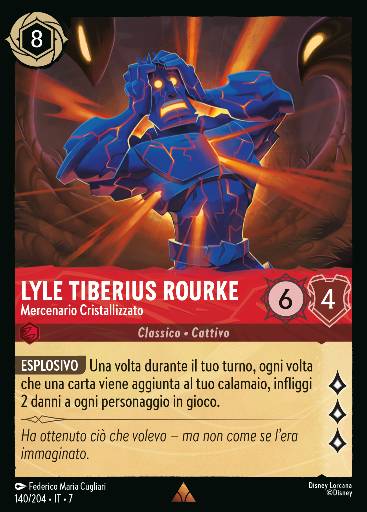 8
LYLE TIBERIUS ROURKE
Mercenario Cristallizzato
6
4
Classico • Cattivo
ESPLOSIVO Una volta durante il tuo turno, ogni volta
che una carta viene aggiunta al tuo calamaio, infliggi
2 danni a ogni personaggio in gioco.
Ha ottenuto ciò che volevo – ma non come se l'era
immaginato.
Federico Maria Cugliari
140/204 • IT • 7
Disney Lorcana
©Disney